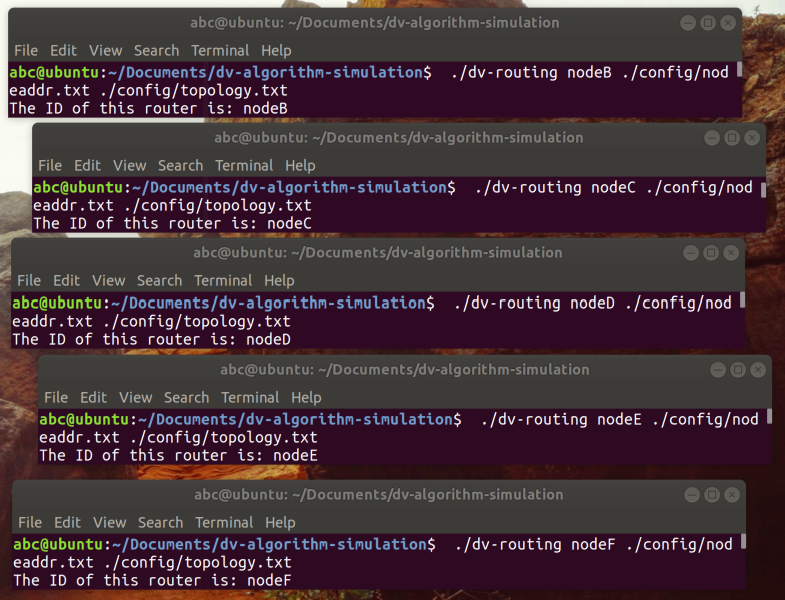 abc@ubuntu: ~/Documents/dv-algorithm-simulation
File Edit View Search Terminal Help
abc@ubuntu:~/Documents/dv-algorithm-simulation$ ./dv-routing nodeB ./config/nod
eaddr.txt ./config/topology.txt
The ID of this router is: nodeB
abc@ubuntu: ~/Documents/dv-algorithm-simulation
File Edit View Search Terminal Help
abc@ubuntu:~/Documents/dv-algorithm-simulation$ ./dv-routing nodeC ./config/nod
eaddr.txt ./config/topology.txt
The ID of this router is: nodeC
abc@ubuntu: ~/Documents/dv-algorithm-simulation
File Edit View Search Terminal Help
abc@ubuntu:~/Documents/dv-algorithm-simulation$ ./dv-routing nodeD ./config/nod
eaddr.txt ./config/topology.txt
The ID of this router is: nodeD
abc@ubuntu: ~/Documents/dv-algorithm-simulation
File Edit View Search Terminal Help
abc@ubuntu:~/Documents/dv-algorithm-simulation$ ./dv-routing nodeE ./config/nod
eaddr.txt ./config/topology.txt
The ID of this router is: nodeE
abc@ubuntu: ~/Documents/dv-algorithm-simulation
File Edit View Search Terminal Help
abc@ubuntu:~/Documents/dv-algorithm-simulation$ ./dv-routing nodeF ./config/nod
eaddr.txt ./config/topology.txt
The ID of this router is: nodeF